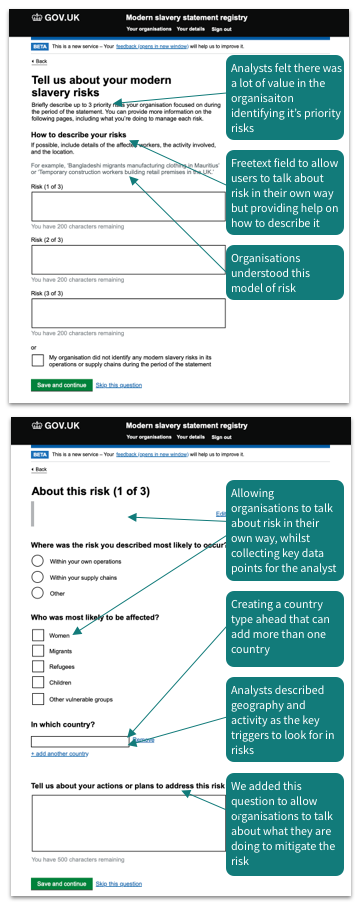 GOV.UK
Modern slavery statement registry
Your organisations Your details Sign out
BETA This is a new service – Your feedback (opens in new window) will help us to improve it.
Back
Tell us about your modern
slavery risks
Briefly describe up to 3 priority risks your organisation focused on during
the period of the statement. You can provide more information on the
following pages, including what you're doing to manage each risk.
How to describe your risks
If possible, include details of the affected workers, the activity involved,
and the location.
For example, 'Bangladeshi migrants manufacturing clothing in Mauritius'
or 'Temporary construction workers building retail premises in the UK.'
Risk (1 of 3)
You have 200 characters remaining
Risk (2 of 3)
You have 200 characters remaining
Risk (3 of 3)
You have 200 characters remaining
or
My organisation did not identify any modern slavery risks in its
operations or supply chains during the period of the statement
Save and continue Skip this question
Analysts felt there was
a lot of value in the
organisaiton
identifying it's priority
risks
Freetext field to allow
users to talk about
risk in their own way
but providing help on
how to describe it
Organisations
understood this
model of risk
GOV.UK
Modern slavery statement registry
Your organisations Your details Sign out
BETA This is a new service – Your feedback (opens in new window) will help us to improve it.
Back
About this risk (1 of 3)
Where was the risk you described most likely to occur?
Within your own operations
Within your supply chains
Other
Who was most likely to be affected?
Women
Migrants
Refugees
Children
Other vulnerable groups
In which country?
Remove
+ add another country
Tell us about your actions or plans to address this risk
You have 500 characters remaining
Save and continue Skip this question
Allowing
organisations to talk
about risk in their
own way, whilst
collecting key data
points for the analyst
Creating a country
type ahead that can
add more than one
country
Analysts described
geography and
activity as the key
triggers to look for in
risks
We added this
question to allow
organisations to talk
about what they are
doing to mitigate the
risk